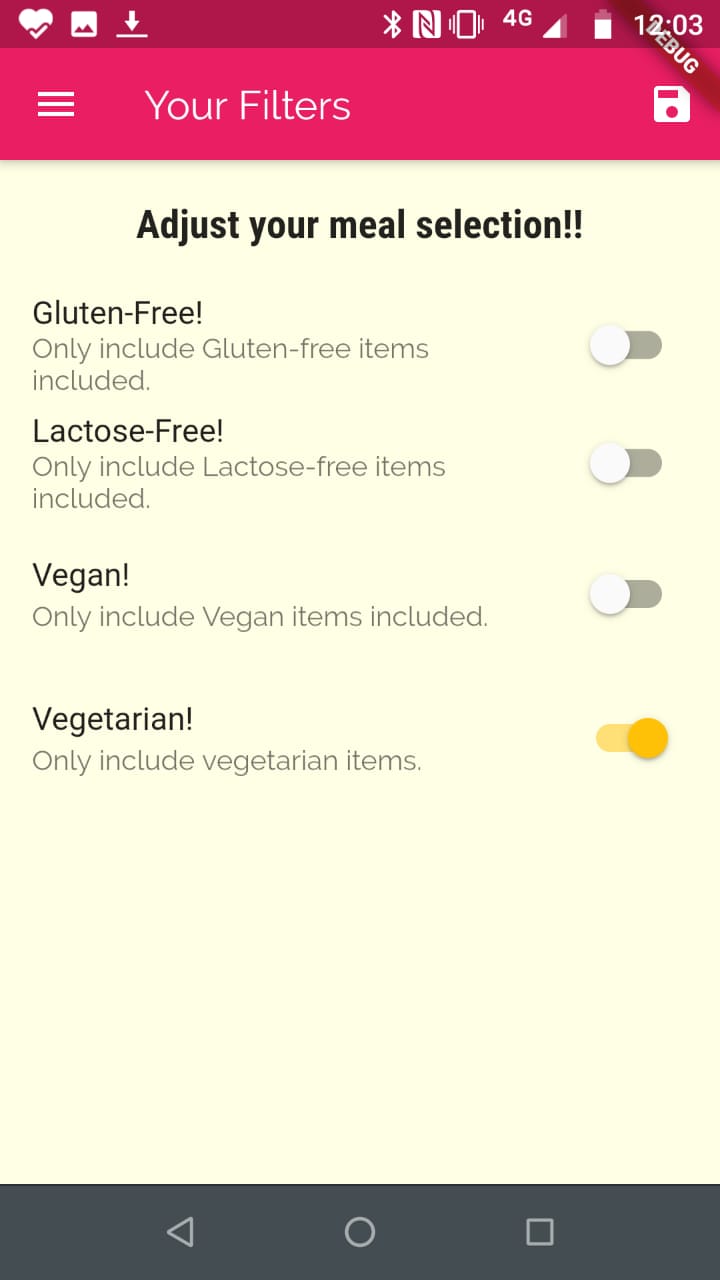 4G 12:03
DEBUG
Your Filters
Adjust your meal selection!!
Gluten-Free!
Only include Gluten-free items
included.
Lactose-Free!
Only include Lactose-free items
included.
Vegan!
Only include Vegan items included.
Vegetarian!
Only include vegetarian items.